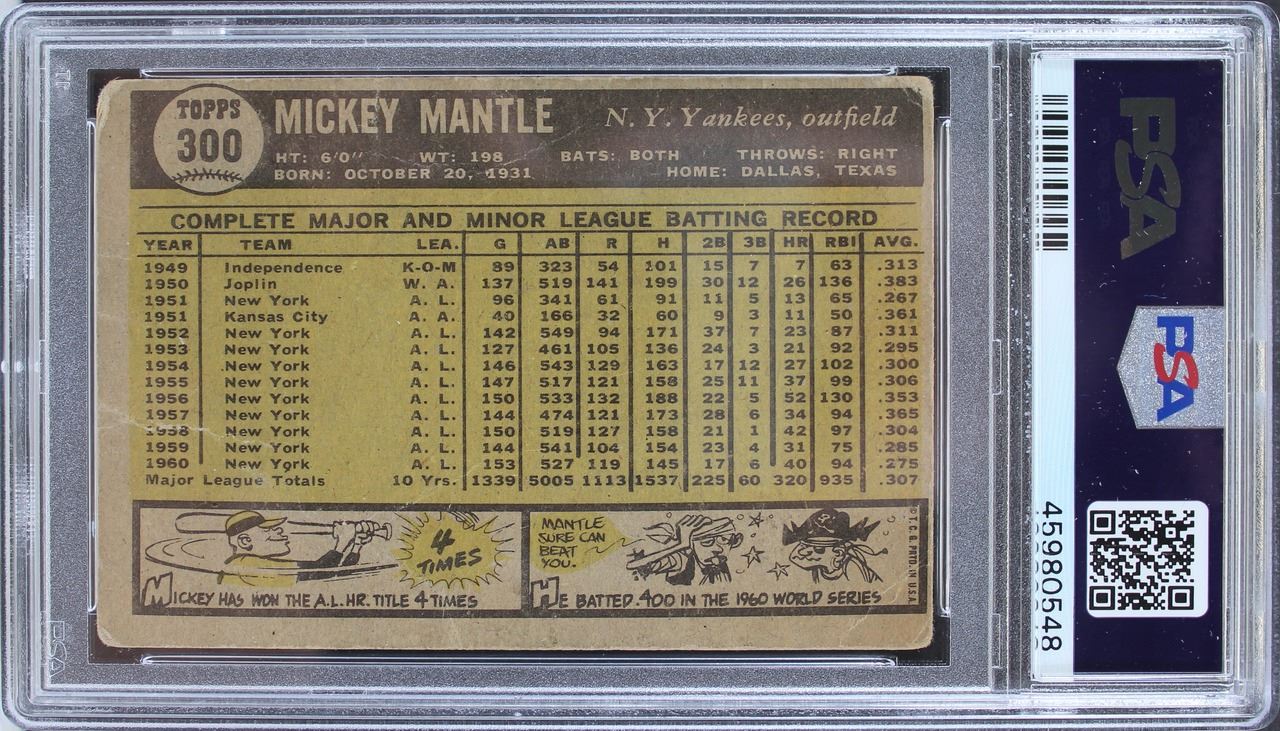 TOPPS
300
MICKEY MANTLE
N. Y. Yankees, outfield
HT: 6'0" WT: 198 BATS: BOTH THROWS: RIGHT
BORN: OCTOBER 20, 1931 HOME: DALLAS, TEXAS
COMPLETE MAJOR AND MINOR LEAGUE BATTING RECORD
YEAR TEAM LEA. G AB R H 2B 3B HR RBI AVG.
1949 Independence K-O-M 89 323 54 101 15 7 7 63 .313
1950 Joplin W. A. 137 519 141 199 30 12 26 136 .383
1951 New York A. L. 96 341 61 91 11 5 13 65 .267
1951 Kansas City A. A. 40 166 32 60 9 3 11 50 .361
1952 New York A. L. 142 549 94 171 37 7 23 87 .311
1953 New York A. L. 127 461 105 136 24 3 21 92 .295
1954 New York A. L. 146 543 129 163 17 12 27 102 .300
1955 New York A. L. 147 517 121 158 25 11 37 99 .306
1956 New York A. L. 150 533 132 188 22 5 52 130 .353
1957 New York A. L. 144 474 121 173 28 6 34 94 .365
1958 New York A. L. 150 519 127 158 21 1 42 97 .304
1959 New York A. L. 144 541 104 154 23 4 31 75 .285
1960 New York A. L. 153 527 119 145 17 6 40 94 .275
Major League Totals 10 Yrs. 1339 5005 1113 1537 225 60 320 935 .307
4
TIMES
MICKEY HAS WON THE A.L. HR. TITLE 4 TIMES
MANTLE
SURE CAN
BEAT
YOU.
HE BATTED .400 IN THE 1960 WORLD SERIES
© T. C. G. PRTD. IN U.S.A.
PSA
PSA
45980548
PSA